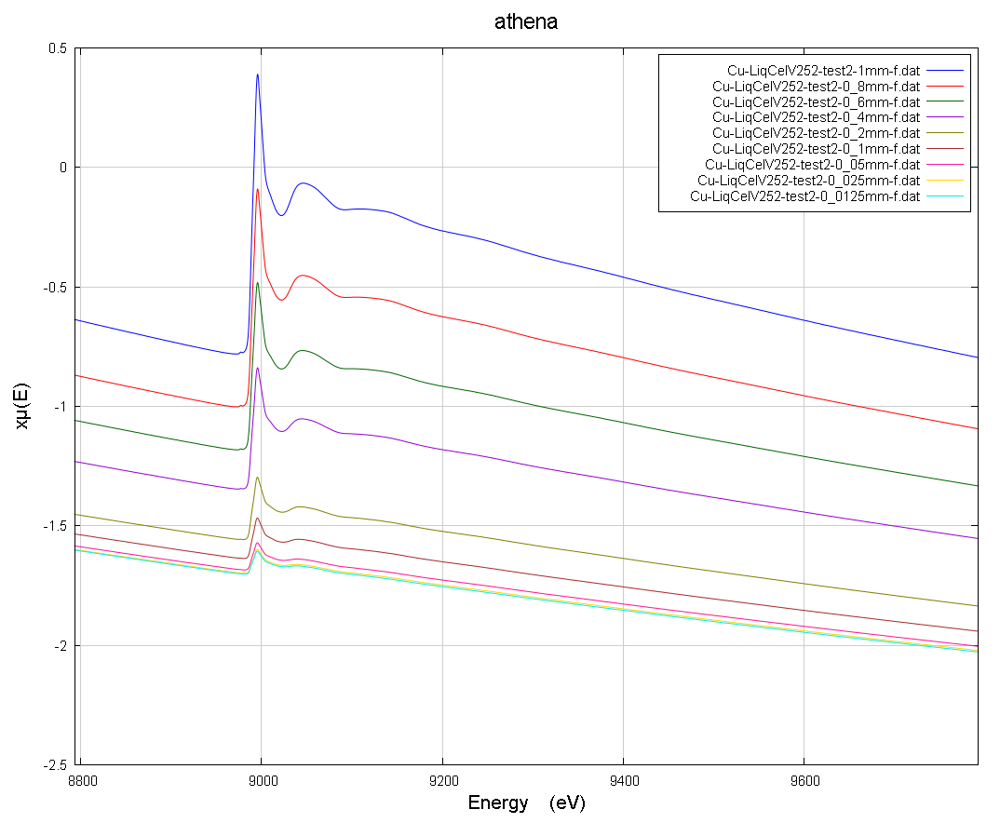 athena
0.5
0
-0.5
-1
-1.5
-2
-2.5
xμ(E)
Cu-LiqCelV252-test2-1mm-f.dat
Cu-LiqCelV252-test2-0_8mm-f.dat
Cu-LiqCelV252-test2-0_6mm-f.dat
Cu-LiqCelV252-test2-0_4mm-f.dat
Cu-LiqCelV252-test2-0_2mm-f.dat
Cu-LiqCelV252-test2-0_1mm-f.dat
Cu-LiqCelV252-test2-0_05mm-f.dat
Cu-LiqCelV252-test2-0_025mm-f.dat
Cu-LiqCelV252-test2-0_0125mm-f.dat
8800 9000 9200 9400 9600
Energy (eV)